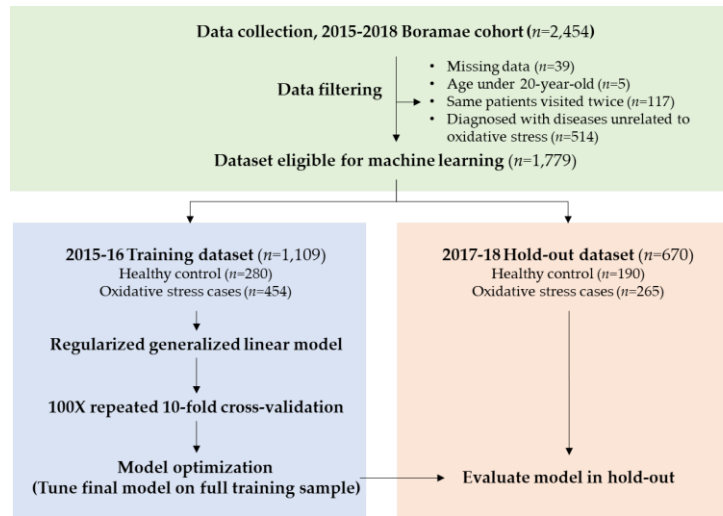 Data collection, 2015-2018 Boramae cohort (n=2,454)
Data filtering
• Missing data (n=39)
• Age under 20-year-old (n=5)
• Same patients visited twice (n=117)
• Diagnosed with diseases unrelated to
oxidative stress (n=514)
Dataset eligible for machine learning (n=1,779)
2015-16 Training dataset (n=1,109)
Healthy control (n=280)
Oxidative stress cases (n=454)
Regularized generalized linear model
100X repeated 10-fold cross-validation
Model optimization
(Tune final model on full training sample)
2017-18 Hold-out dataset (n=670)
Healthy control (n=190)
Oxidative stress cases (n=265)
Evaluate model in hold-out